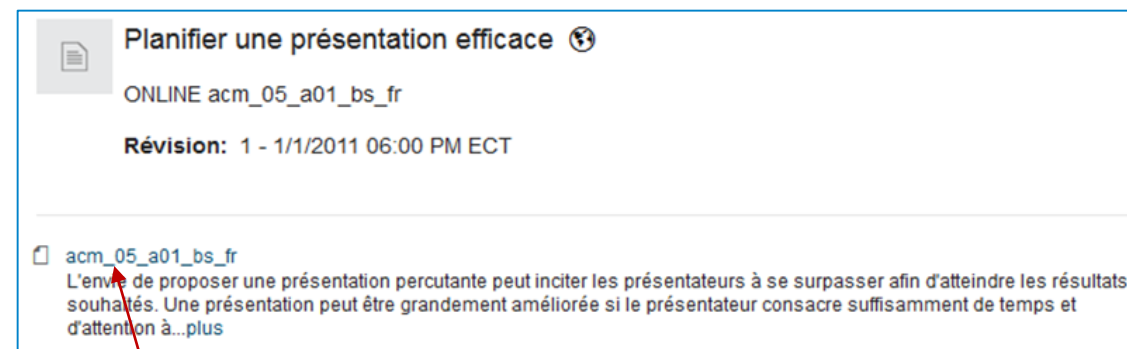 Planifier une présentation efficace
ONLINE acm_05_a01_bs_fr
Révision: 1 - 1/1/2011 06:00 PM ECT
acm_05_a01_bs_fr
L'envie de proposer une présentation percutante peut inciter les présentateurs à se surpasser afin d'atteindre les résultats
souhaités. Une présentation peut être grandement améliorée si le présentateur consacre suffisamment de temps et
d'attention à...plus